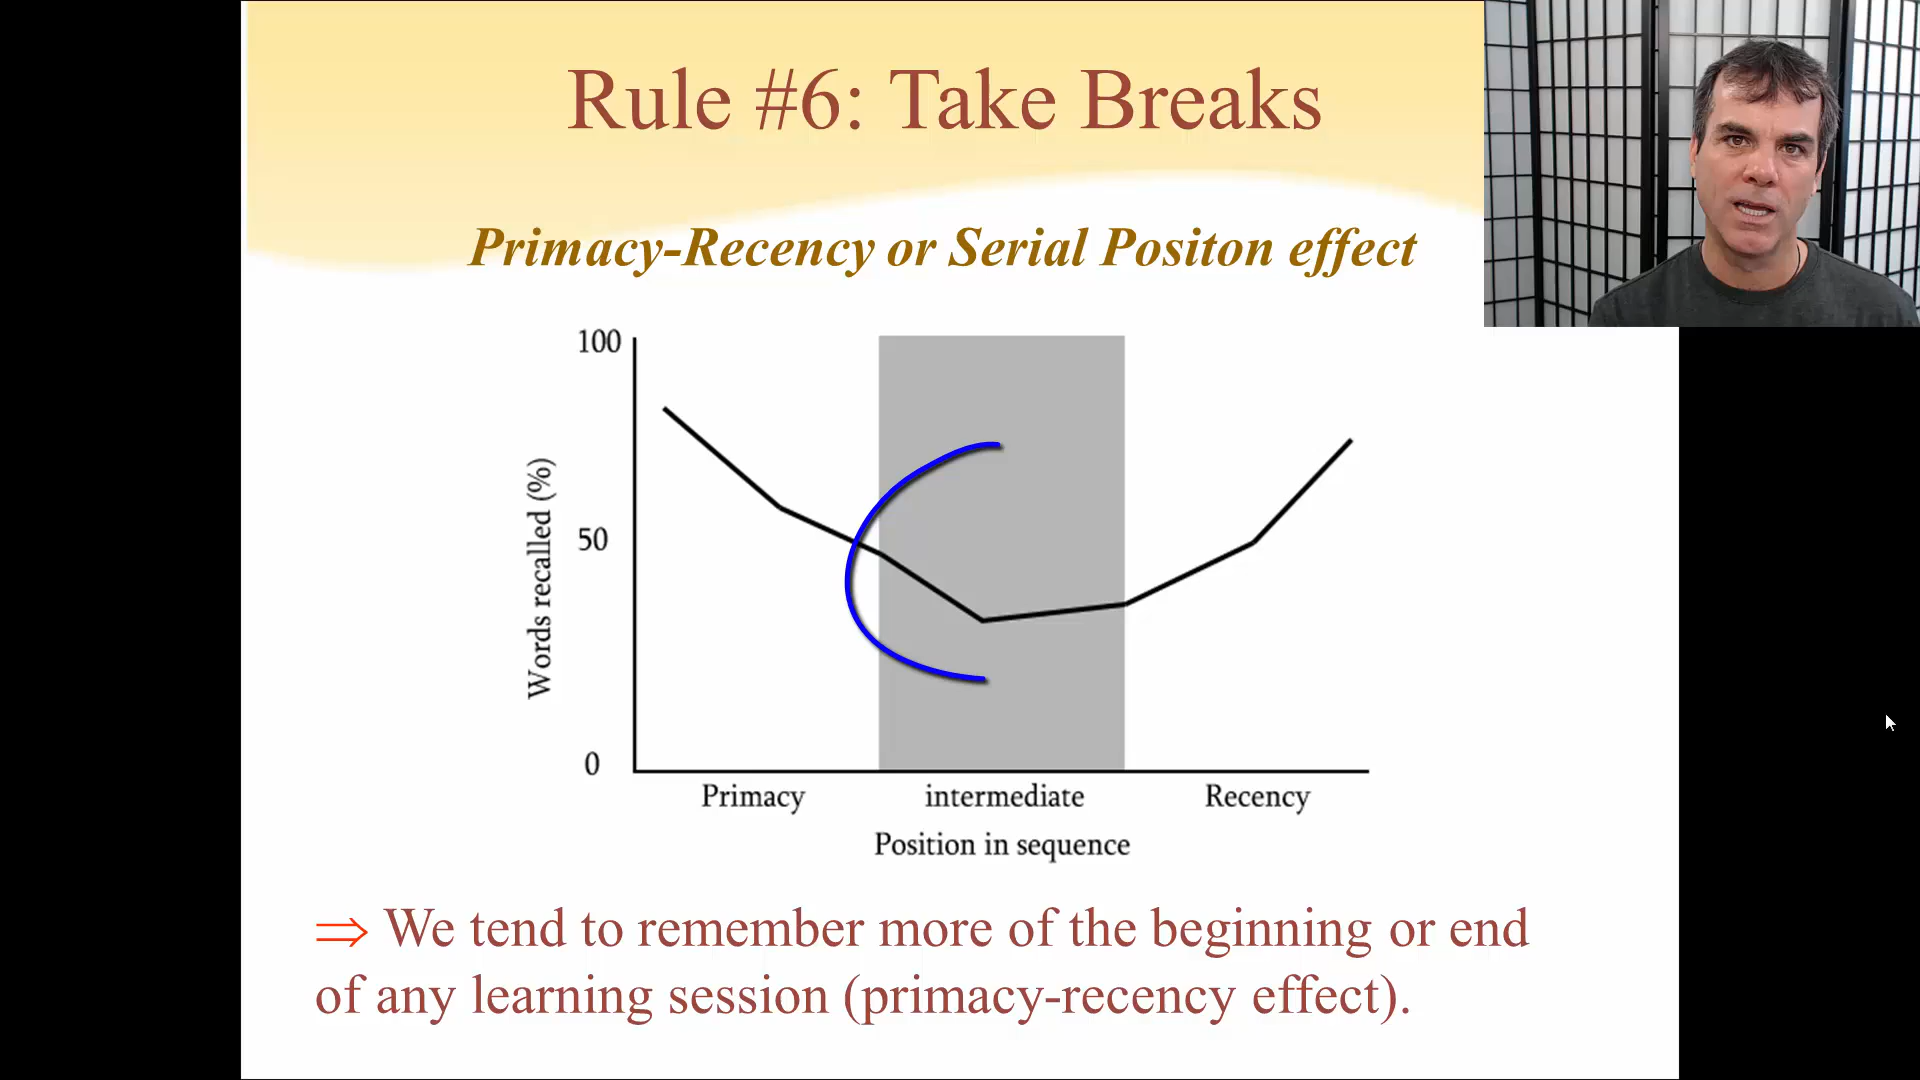 Rule #6: Take Breaks
Primacy-Recency or Serial Positon effect
100
50
0
Words recalled (%)
Primacy
intermediate
Recency
Position in sequence
⇒ We tend to remember more of the beginning or end
of any learning session (primacy-recency effect).